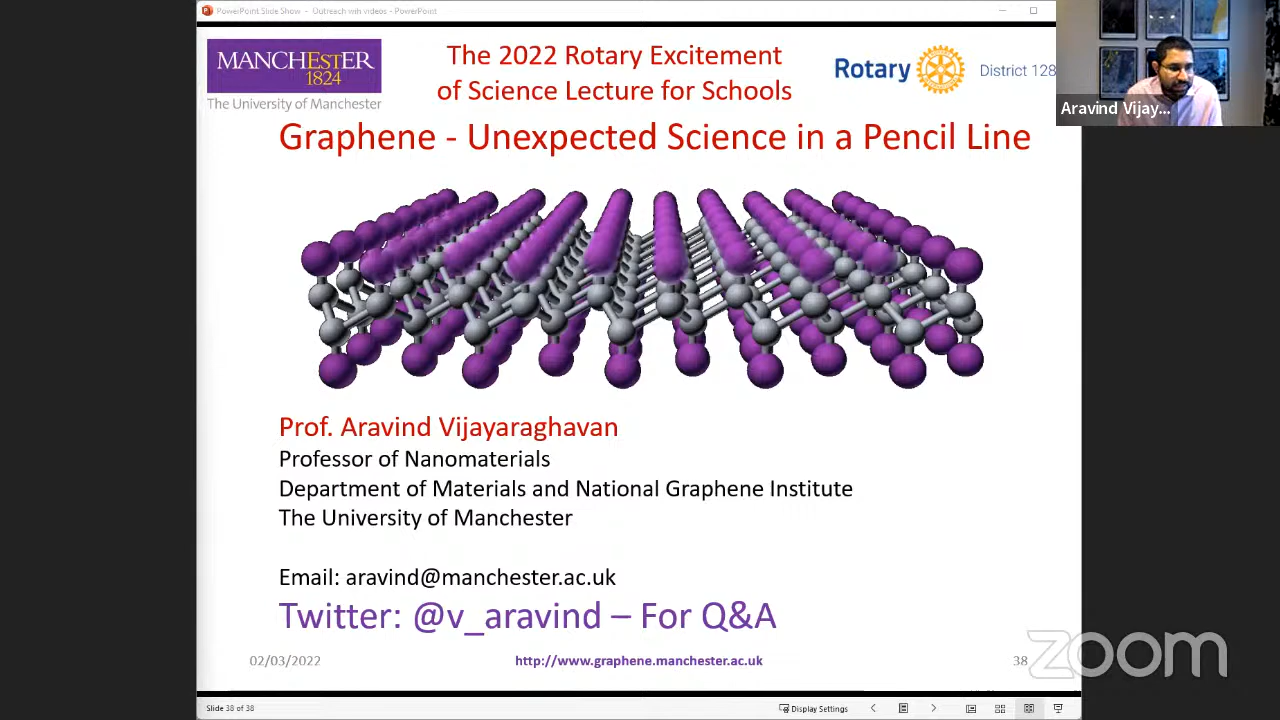 PowerPoint Slide Show - Outreach with videos - PowerPoint
MANCHESTER
1824
The University of Manchester
The 2022 Rotary Excitement
of Science Lecture for Schools
Rotary
District 128
Aravind Vijay...
Graphene - Unexpected Science in a Pencil Line
Prof. Aravind Vijayaraghavan
Professor of Nanomaterials
Department of Materials and National Graphene Institute
The University of Manchester
Email: aravind@manchester.ac.uk
Twitter: @v_aravind – For Q&A
02/03/2022
http://www.graphene.manchester.ac.uk
38
zoom
Slide 38 of 38
Display Settings